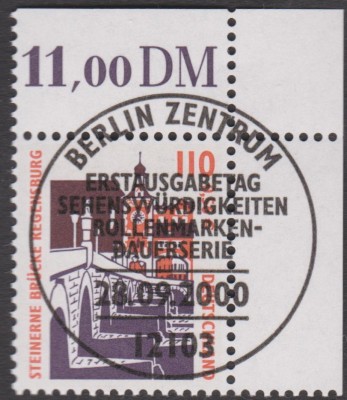 11,00 DM
BERLIN ZENTRUM
110
ERSTAUSGABETAG
SEHENSWÜRDIGKEITEN
ROLLENMARKEN-
DAUERSERIE
28.09.2000
12103
STEINERNE BRÜCKE REGENSBURG
DEUTSCHLAND